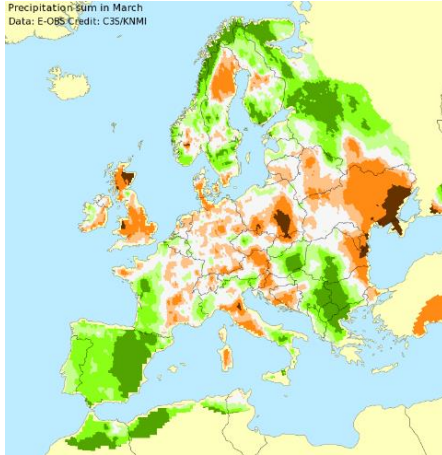 Precipitation sum in March
Data: E-OBS Credit: C3S/KNMI